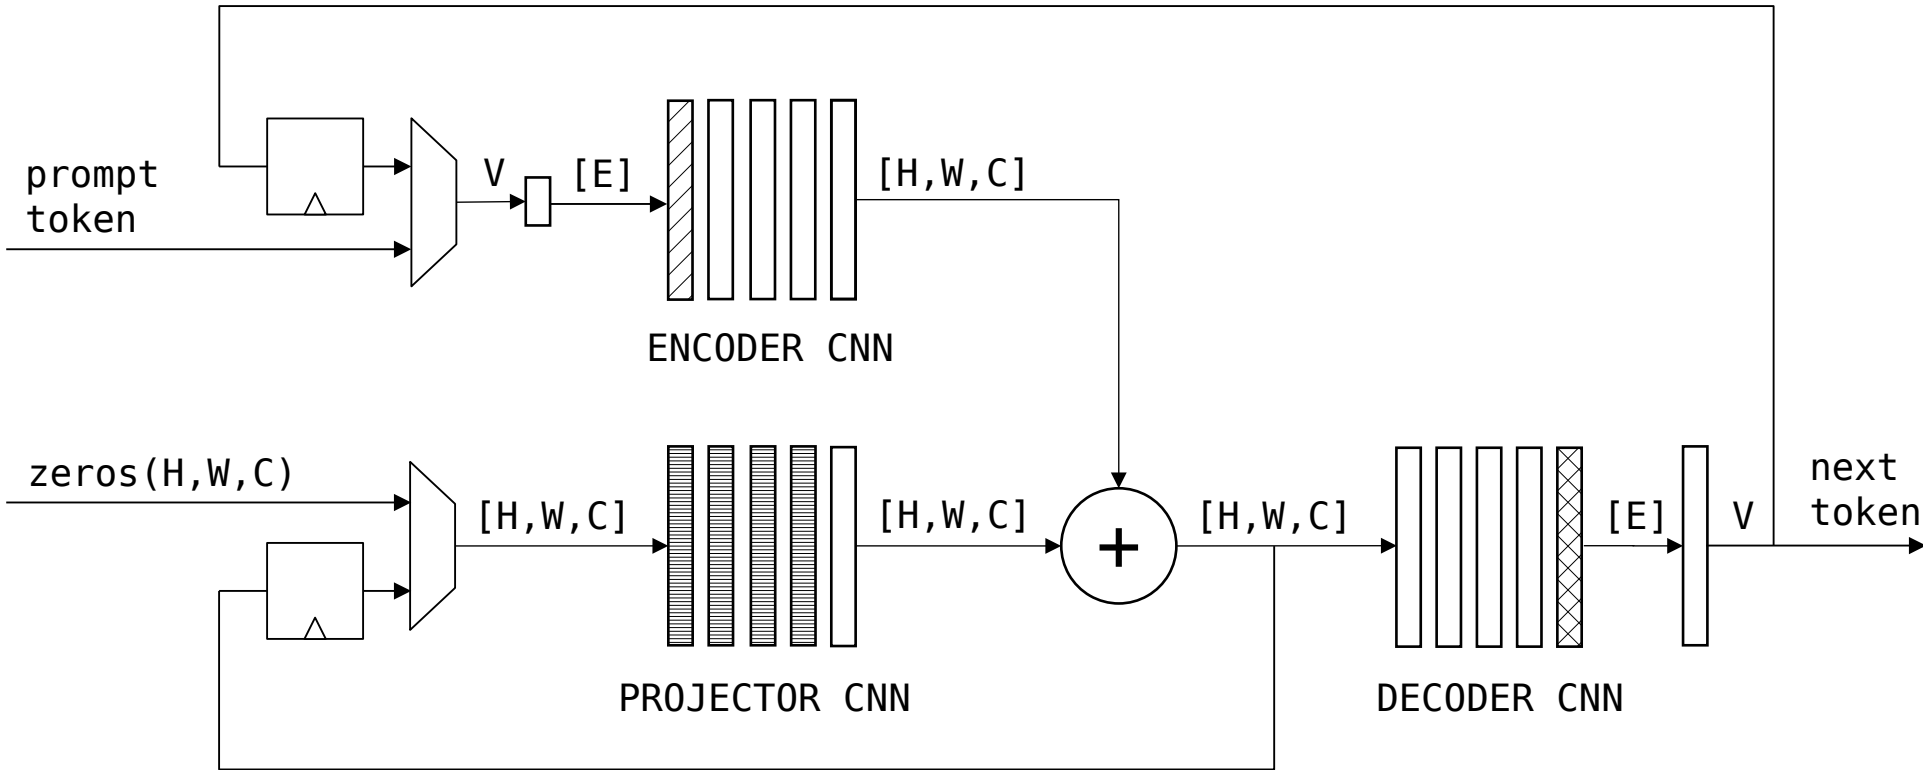 prompt
token
V
[E]
[H,W,C]
ENCODER CNN
zeros(H,W,C)
[H,W,C]
[H,W,C]
+
[H,W,C]
[E]
V
next
token
PROJECTOR CNN
DECODER CNN